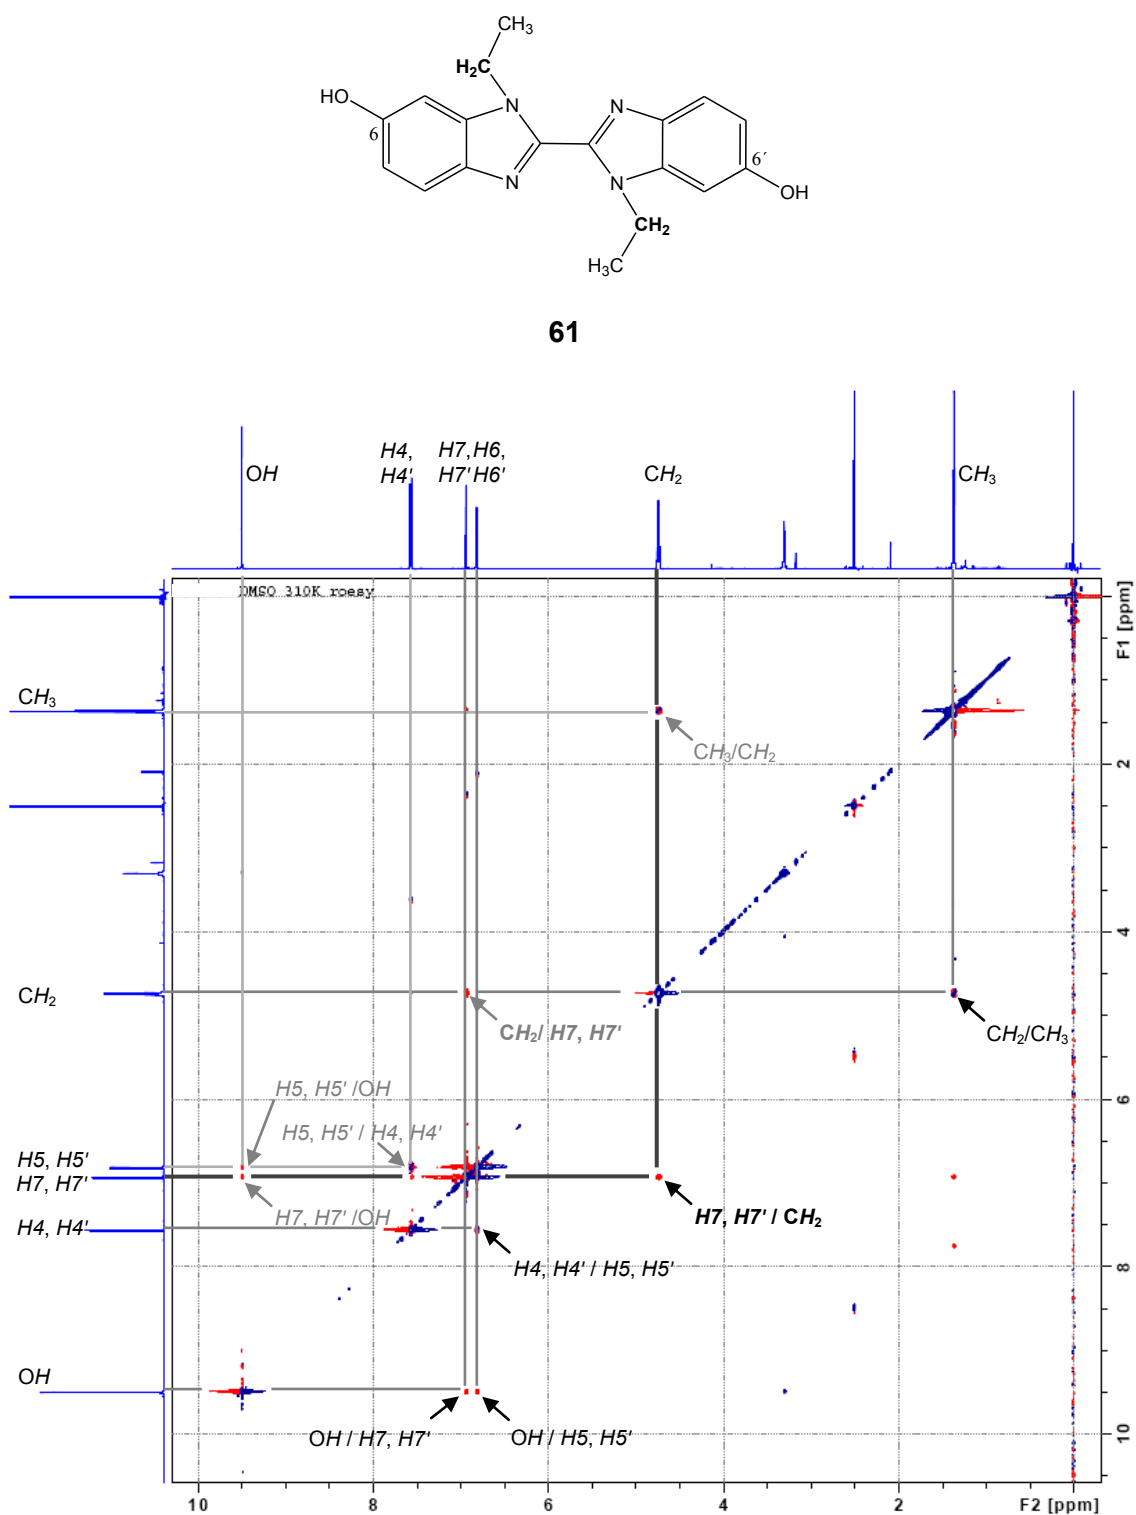 CH₃
H₂C
HO
N
N
6
6´
N
N
OH
CH₂
H₃C
61
OH
H4,
H4'
H7, H6,
H7' H6'
CH₂
CH₃
DMSO 310K roesy
F1 [ppm]
CH₃
CH₃/CH₂
2
4
CH₂
CH₂/ H7, H7'
CH₂/CH₃
H5, H5' /OH
6
H5, H5' / H4, H4'
H5, H5'
H7, H7'
H7, H7' /OH
H7, H7' / CH₂
H4, H4'
H4, H4' / H5, H5'
8
OH
OH / H7, H7'
OH / H5, H5'
10
10 8 6 4 2 F2 [ppm]